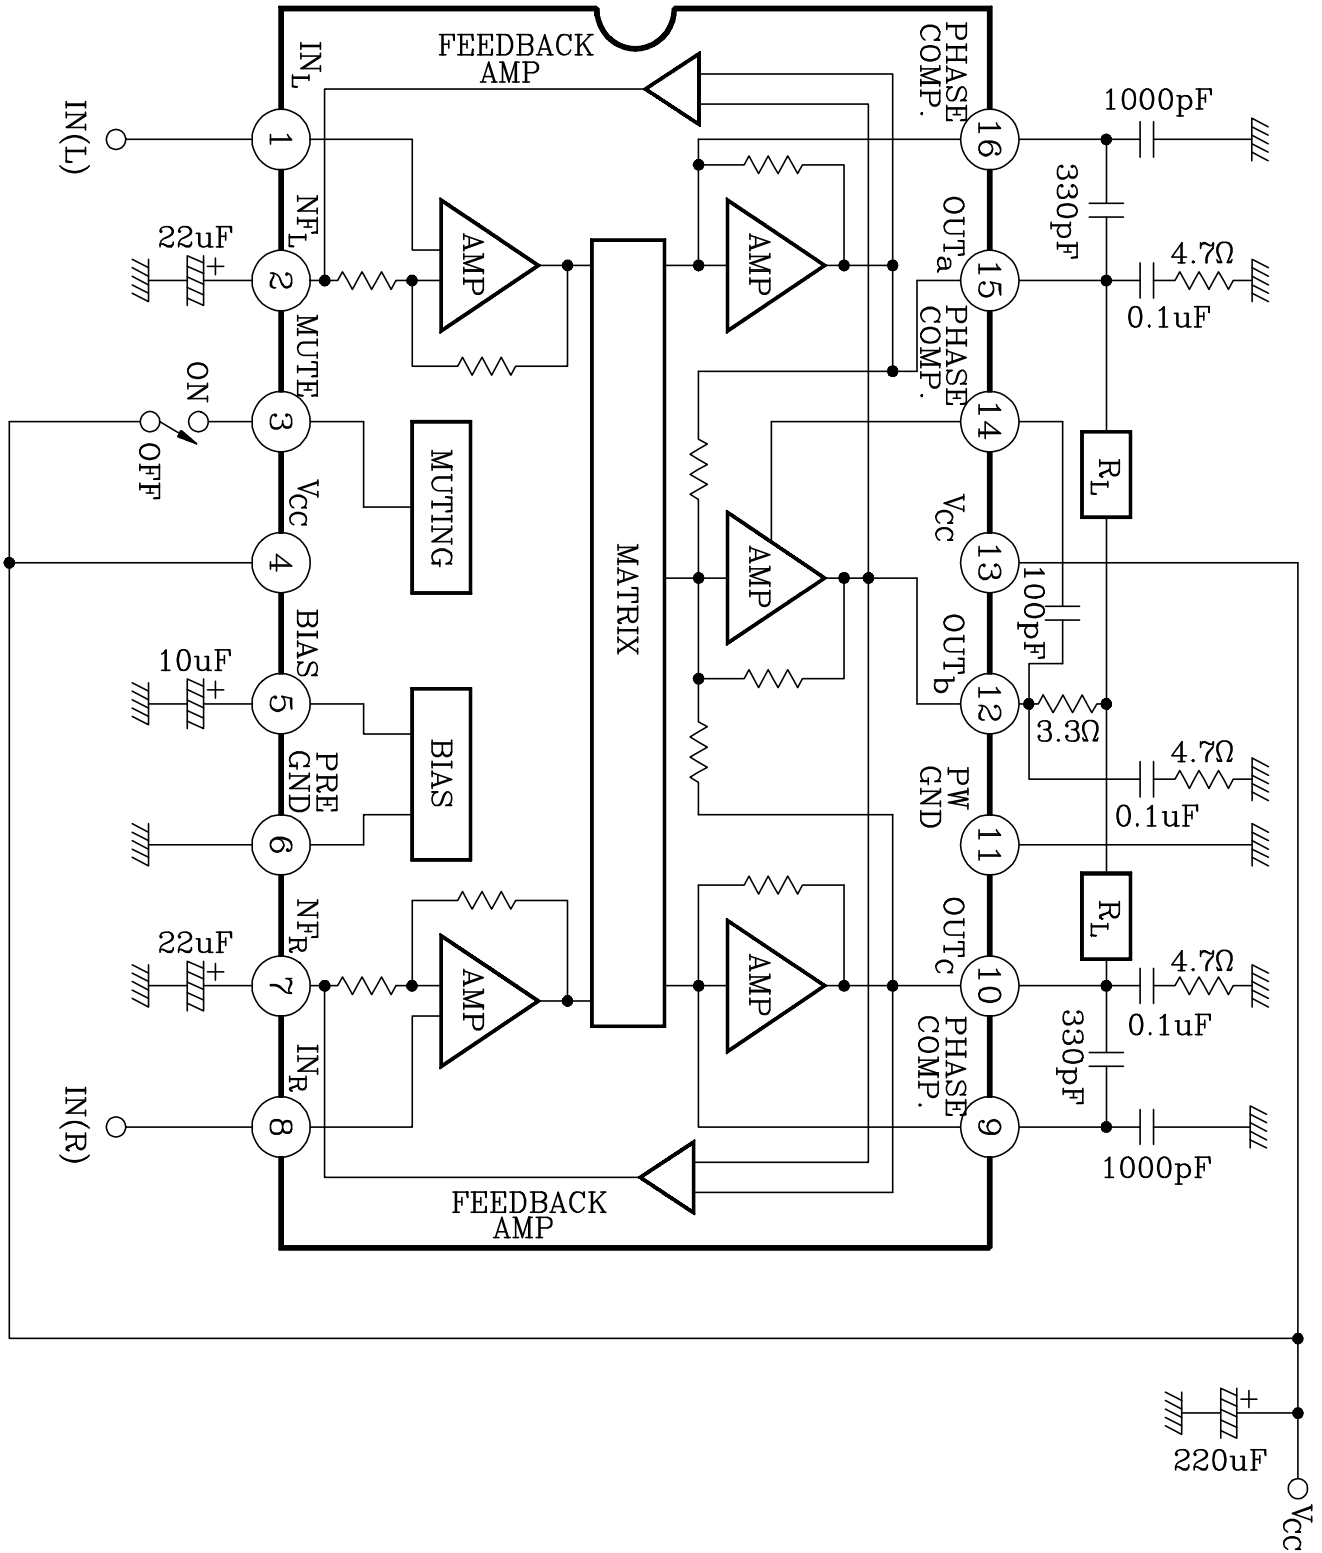 FEEDBACK
AMP
PHASE
COMP.
1000pF
IN_L
IN(L)
1
16
330pF
NF_L
22uF
+
2
AMP
AMP
OUTa
15
4.7Ω
0.1uF
MUTE
ON
OFF
3
MUTING
PHASE
COMP.
14
R_L
V_CC
4
MATRIX
AMP
V_CC
13
100pF
BIAS
10uF
+
5
BIAS
OUTb
12
3.3Ω
4.7Ω
0.1uF
PRE
GND
6
PW
GND
11
R_L
NF_R
22uF
+
7
AMP
AMP
OUTc
10
4.7Ω
0.1uF
330pF
IN_R
IN(R)
8
PHASE
COMP.
9
1000pF
FEEDBACK
AMP
+
220uF
V_CC